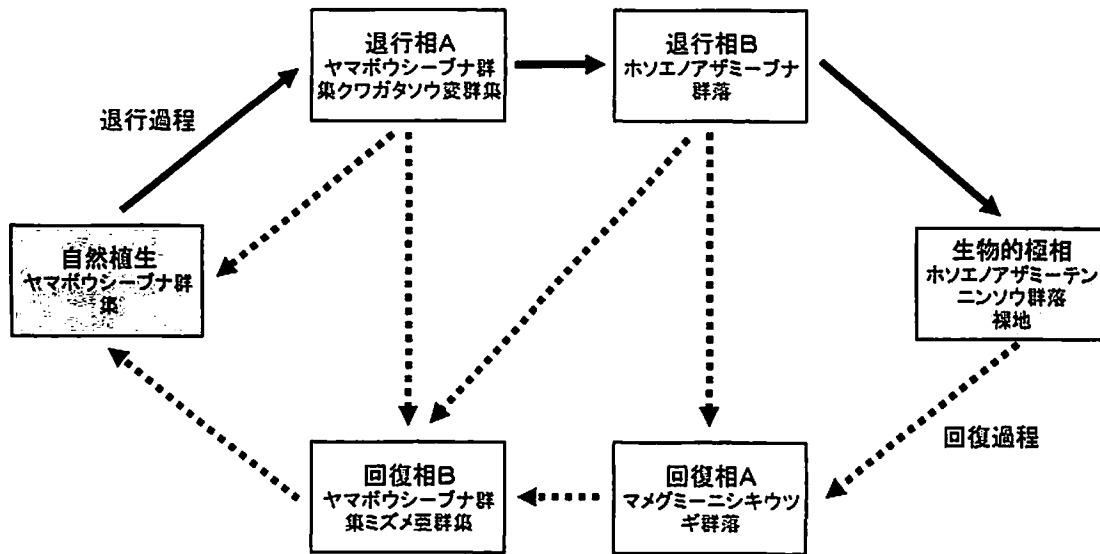 退行相A
ヤマボウシーブナ群
集クワガタソウ変群集
退行相B
ホソエノアザミーブナ
群落
退行過程
自然植生
ヤマボウシーブナ群
集
生物的極相
ホソエノアザミーテン
ニンソウ群落
裸地
回復過程
回復相B
ヤマボウシーブナ群
集ミズメ亜群集
回復相A
マメグミーニシキウツ
ギ群落